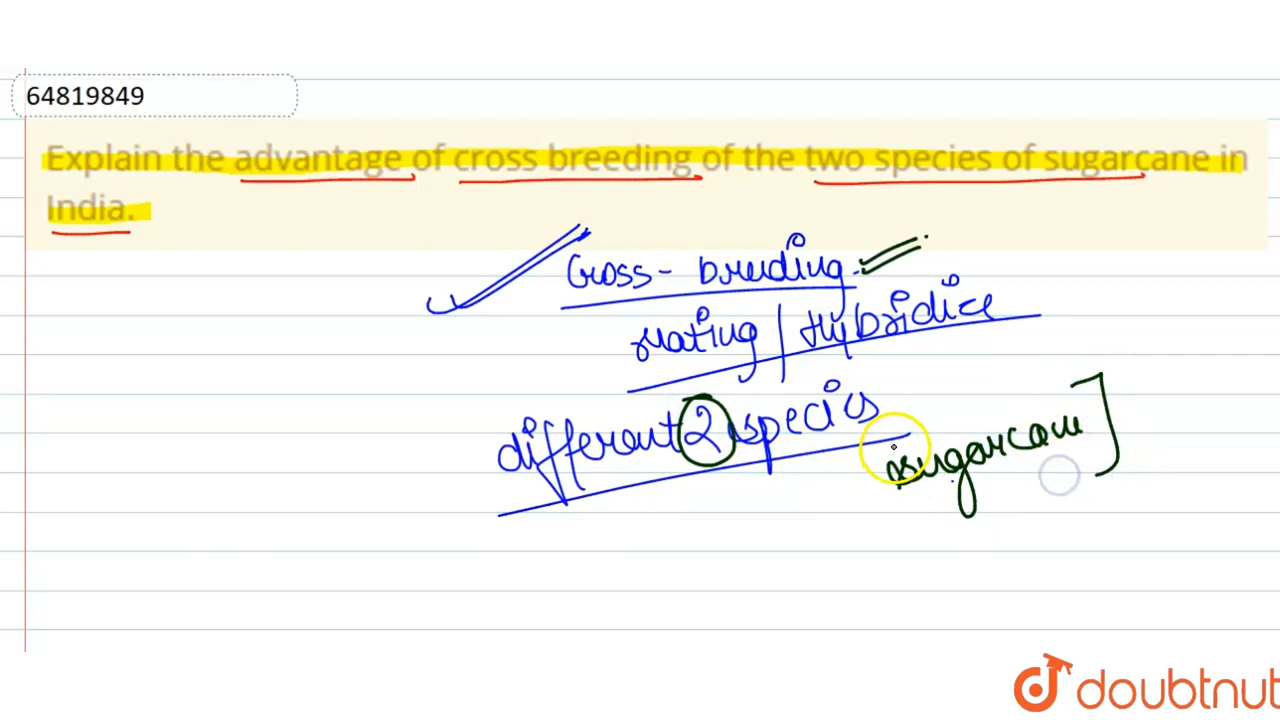 64819849
Explain the advantage of cross breeding of the two species of sugarcane in
India.
Cross-breeding
mating / Hybridice
different 2 species
sugarcane
doubtnut